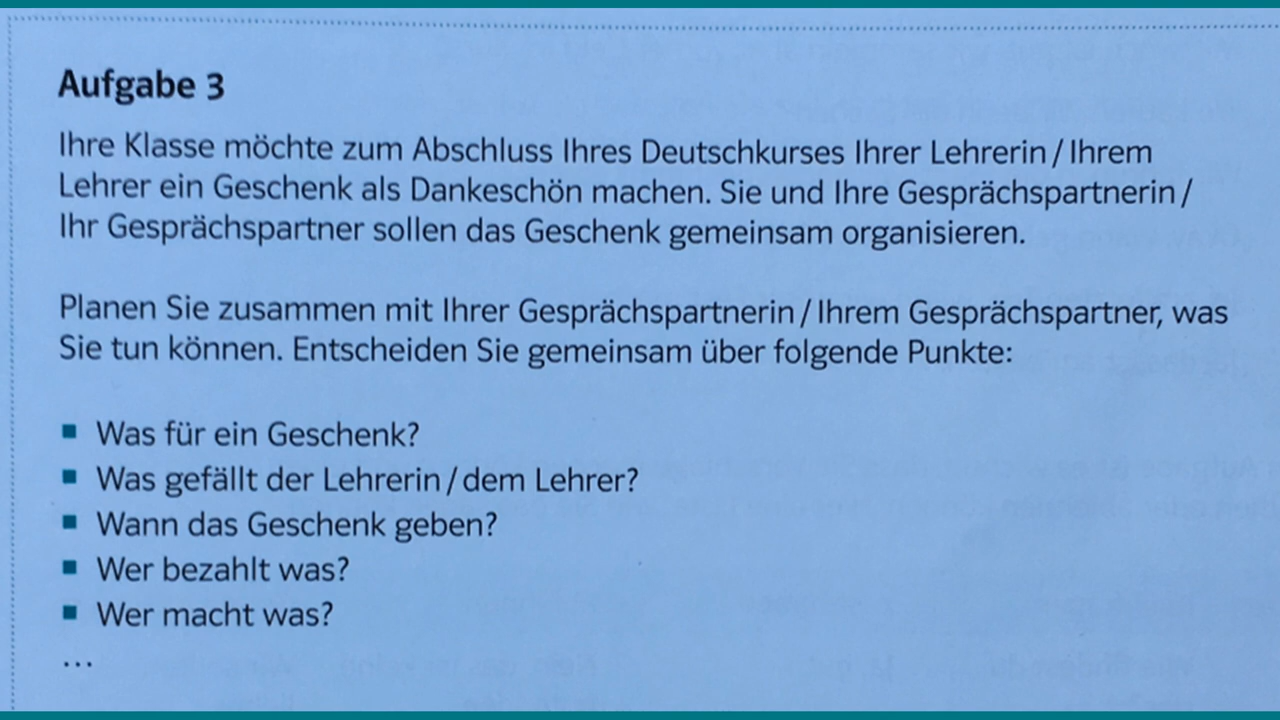 Aufgabe 3
Ihre Klasse möchte zum Abschluss Ihres Deutschkurses Ihrer Lehrerin / Ihrem
Lehrer ein Geschenk als Dankeschön machen. Sie und Ihre Gesprächspartnerin /
Ihr Gesprächspartner sollen das Geschenk gemeinsam organisieren.
Planen Sie zusammen mit Ihrer Gesprächspartnerin / Ihrem Gesprächspartner, was
Sie tun können. Entscheiden Sie gemeinsam über folgende Punkte:
▪ Was für ein Geschenk?
▪ Was gefällt der Lehrerin / dem Lehrer?
▪ Wann das Geschenk geben?
▪ Wer bezahlt was?
▪ Wer macht was?
...